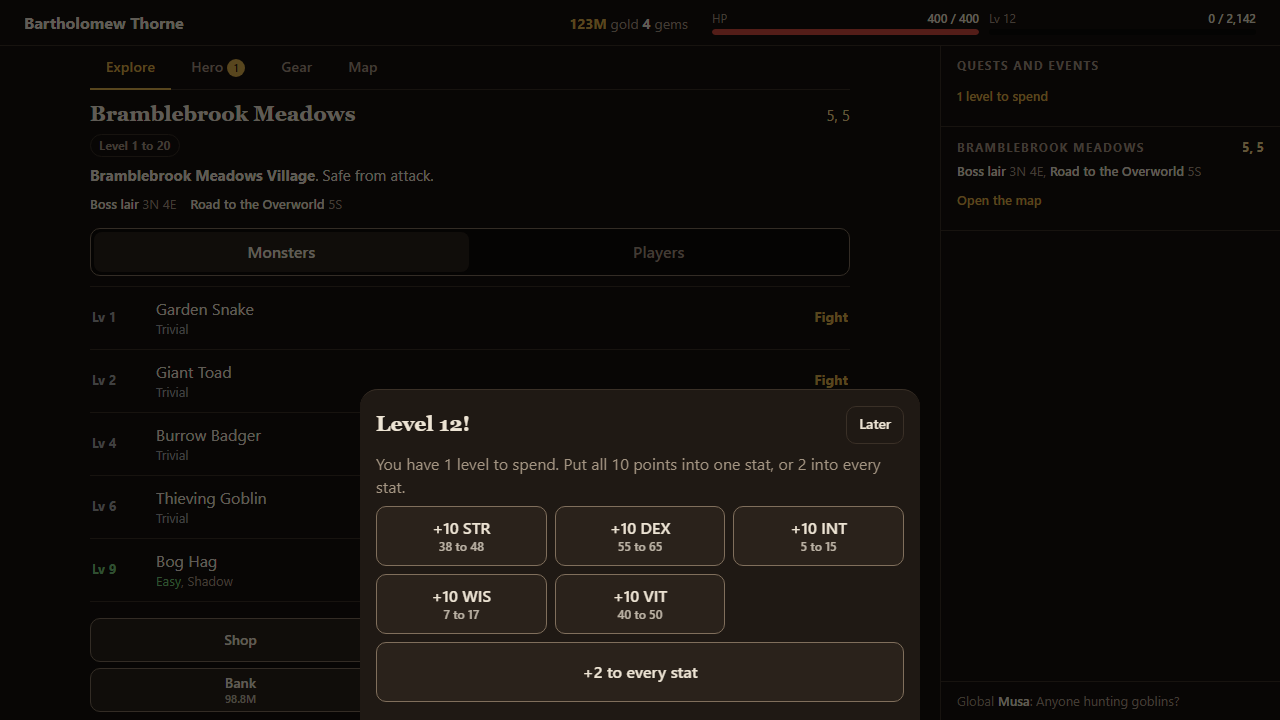 Bartholomew Thorne
123M gold 4 gems
HP 400 / 400
Lv 12 0 / 2,142
Explore Hero 1 Gear Map
Bramblebrook Meadows 5, 5
Level 1 to 20
Bramblebrook Meadows Village. Safe from attack.
Boss lair 3N 4E Road to the Overworld 5S
Monsters Players
Lv 1 Garden Snake Fight
Trivial
Lv 2 Giant Toad Fight
Trivial
Lv 4 Burrow Badger
Trivial
Lv 6 Thieving Goblin
Trivial
Lv 9 Bog Hag
Easy, Shadow
Shop
Bank
98.8M
Level 12! Later
You have 1 level to spend. Put all 10 points into one stat, or 2 into every
stat.
+10 STR
38 to 48
+10 DEX
55 to 65
+10 INT
5 to 15
+10 WIS
7 to 17
+10 VIT
40 to 50
+2 to every stat
QUESTS AND EVENTS
1 level to spend
BRAMBLEBROOK MEADOWS 5, 5
Boss lair 3N 4E, Road to the Overworld 5S
Open the map
Global Musa: Anyone hunting goblins?